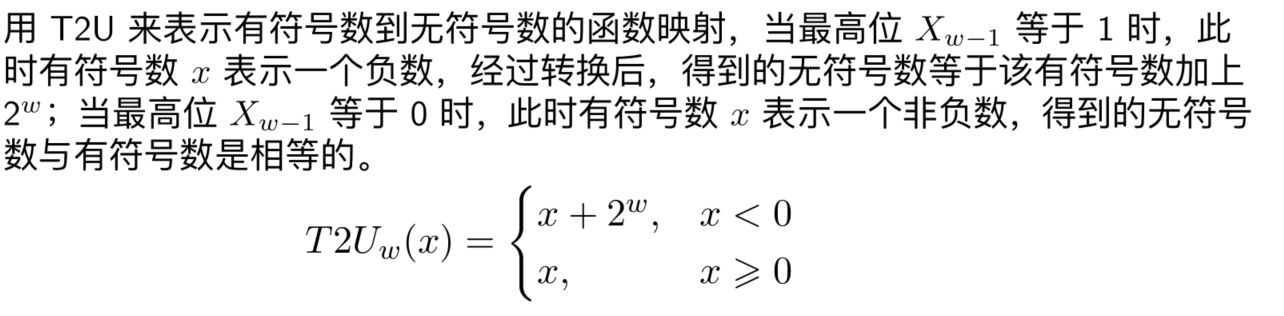 用 T2U 来表示有符号数到无符号数的函数映射，当最高位 X_{w-1} 等于 1 时，此
时有符号数 x 表示一个负数，经过转换后，得到的无符号数等于该有符号数加上
2^w；当最高位 X_{w-1} 等于 0 时，此时有符号数 x 表示一个非负数，得到的无符号
数与有符号数是相等的。
T2U_w(x) = { x + 2^w, x < 0
x, x ⩾ 0